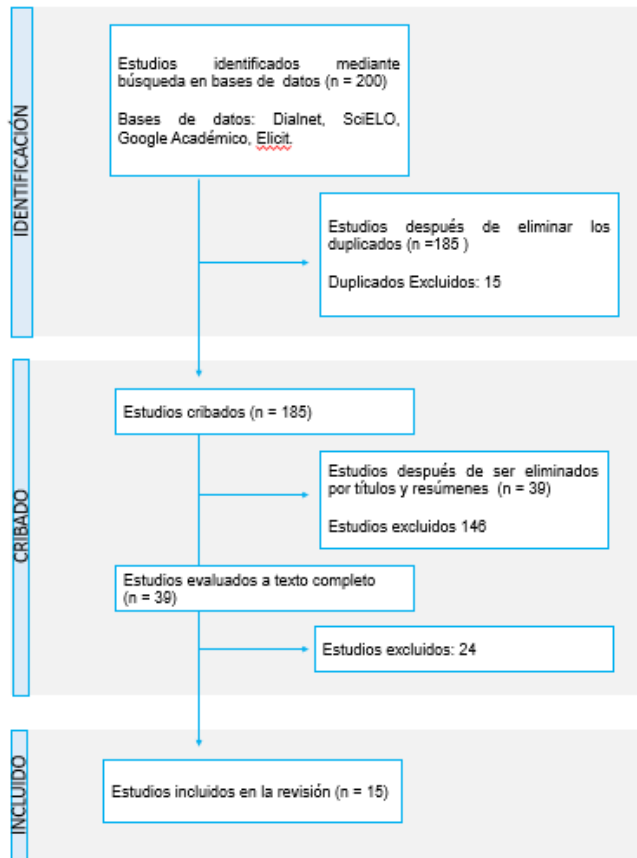 IDENTIFICACIÓN
Estudios identificados mediante
búsqueda en bases de datos (n = 200)
Bases de datos: Dialnet, SciELO,
Google Académico, Elicit.
Estudios después de eliminar los
duplicados (n =185 )
Duplicados Excluidos: 15
CRIBADO
Estudios cribados (n = 185)
Estudios después de ser eliminados
por títulos y resúmenes (n = 39)
Estudios excluidos 146
Estudios evaluados a texto completo
(n = 39)
Estudios excluidos: 24
INCLUIDO
Estudios incluidos en la revisión (n = 15)